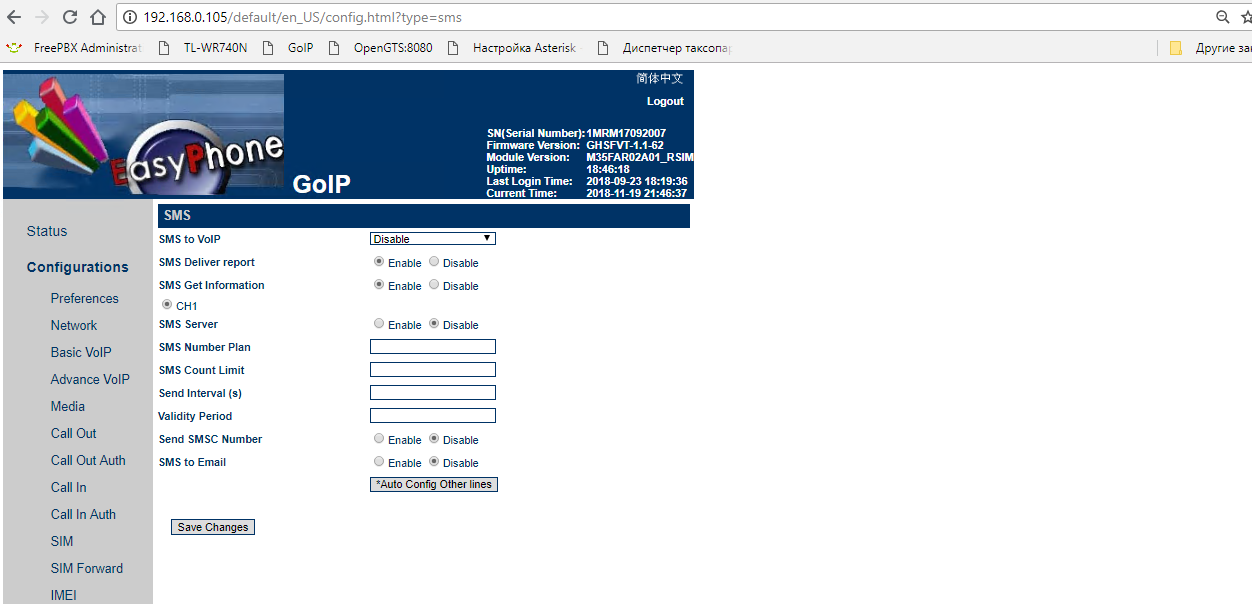 192.168.0.105/default/en_US/config.html?type=sms
FreePBX Administrat TL-WR740N GoIP OpenGTS:8080 Настройка Asterisk Диспетчер таксопар Другие за
简体中文
Logout
EasyPhone
GoIP
SN(Serial Number): 1MRM17092007
Firmware Version: GHSFVT-1.1-62
Module Version: M35FAR02A01_RSIM
Uptime: 18:46:18
Last Login Time: 2018-09-23 18:19:36
Current Time: 2018-11-19 21:46:37
Status
Configurations
Preferences
Network
Basic VoIP
Advance VoIP
Media
Call Out
Call Out Auth
Call In
Call In Auth
SIM
SIM Forward
IMEI
SMS
SMS to VoIP Disable
SMS Deliver report Enable Disable
SMS Get Information Enable Disable
CH1
SMS Server Enable Disable
SMS Number Plan
SMS Count Limit
Send Interval (s)
Validity Period
Send SMSC Number Enable Disable
SMS to Email Enable Disable
*Auto Config Other lines
Save Changes